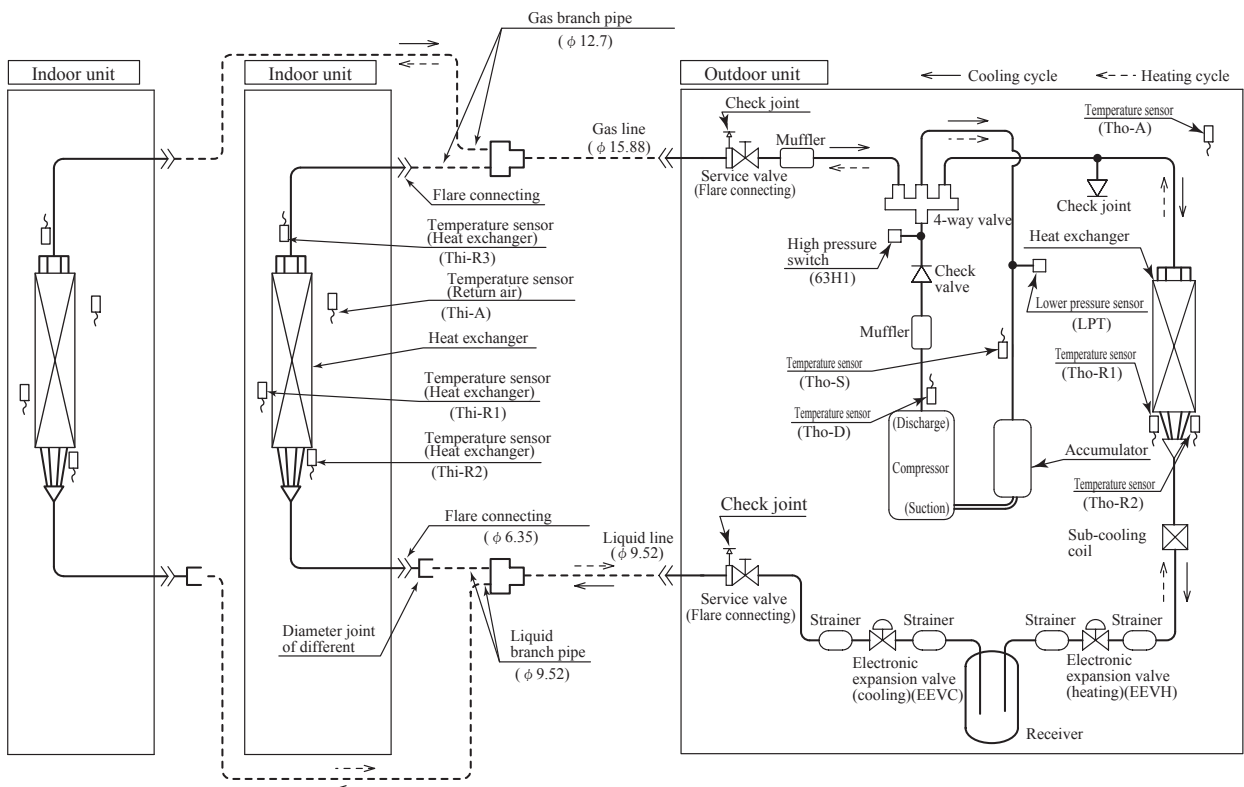 Gas branch pipe
( ϕ 12.7)
Indoor unit
Indoor unit
Outdoor unit
Cooling cycle
Heating cycle
Check joint
Temperature sensor
(Tho-A)
Gas line
( ϕ 15.88)
Muffler
Service valve
(Flare connecting)
Flare connecting
4-way valve
Check joint
Temperature sensor
(Heat exchanger)
(Thi-R3)
High pressure
switch
(63H1)
Heat exchanger
Check
valve
Temperature sensor
(Return air)
(Thi-A)
Lower pressure sensor
(LPT)
Muffler
Heat exchanger
Temperature sensor
(Tho-S)
Temperature sensor
(Tho-R1)
Temperature sensor
(Heat exchanger)
(Thi-R1)
Temperature sensor
(Tho-D)
(Discharge)
Compressor
(Suction)
Accumulator
Temperature sensor
(Heat exchanger)
(Thi-R2)
Temperature sensor
(Tho-R2)
Check joint
Flare connecting
( ϕ 6.35)
Liquid line
( ϕ 9.52)
Sub-cooling
coil
Service valve
(Flare connecting)
Diameter joint
of different
Liquid
branch pipe
( ϕ 9.52)
Strainer
Strainer
Strainer
Strainer
Electronic
expansion valve
(cooling)(EEVC)
Electronic
expansion valve
(heating)(EEVH)
Receiver